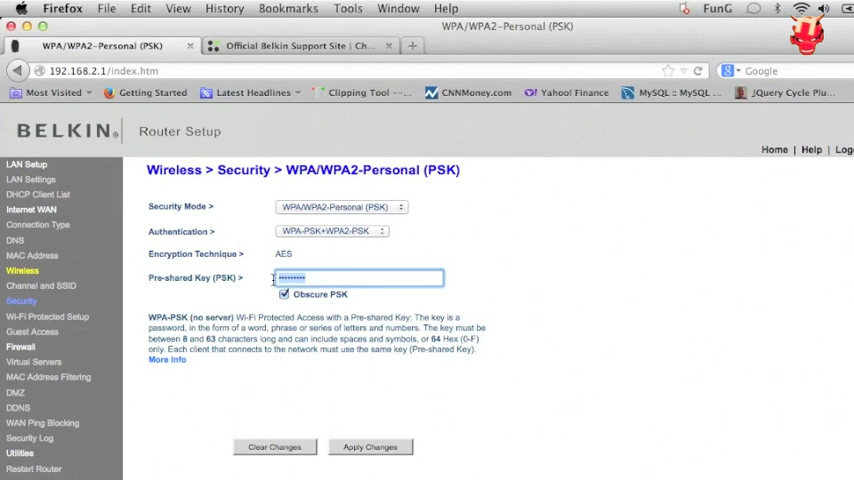 Firefox File Edit View History Bookmarks Tools Window Help FunG
WPA/WPA2-Personal (PSK)
WPA/WPA2-Personal (PSK) Official Belkin Support Site | Ch...
192.168.2.1/index.htm Google
Most Visited Getting Started Latest Headlines Clipping Tool --... CNNMoney.com Yahoo! Finance MySQL :: MySQL ... JQuery Cycle Plu...
BELKIN Router Setup
Home | Help | Log
LAN Setup
LAN Settings
DHCP Client List
Internet WAN
Connection Type
DNS
MAC Address
Wireless
Channel and SSID
Security
Wi-Fi Protected Setup
Guest Access
Firewall
Virtual Servers
MAC Address Filtering
DMZ
DDNS
WAN Ping Blocking
Security Log
Utilities
Restart Router
Wireless > Security > WPA/WPA2-Personal (PSK)
Security Mode > WPA/WPA2-Personal (PSK)
Authentication > WPA-PSK+WPA2-PSK
Encryption Technique > AES
Pre-shared Key (PSK) > •••••••••
Obscure PSK
WPA-PSK (no server) Wi-Fi Protected Access with a Pre-shared Key: The key is a
password, in the form of a word, phrase or series of letters and numbers. The key must be
between 8 and 63 characters long and can include spaces and symbols, or 64 Hex (0-F)
only. Each client that connects to the network must use the same key (Pre-shared Key).
More Info
Clear Changes Apply Changes